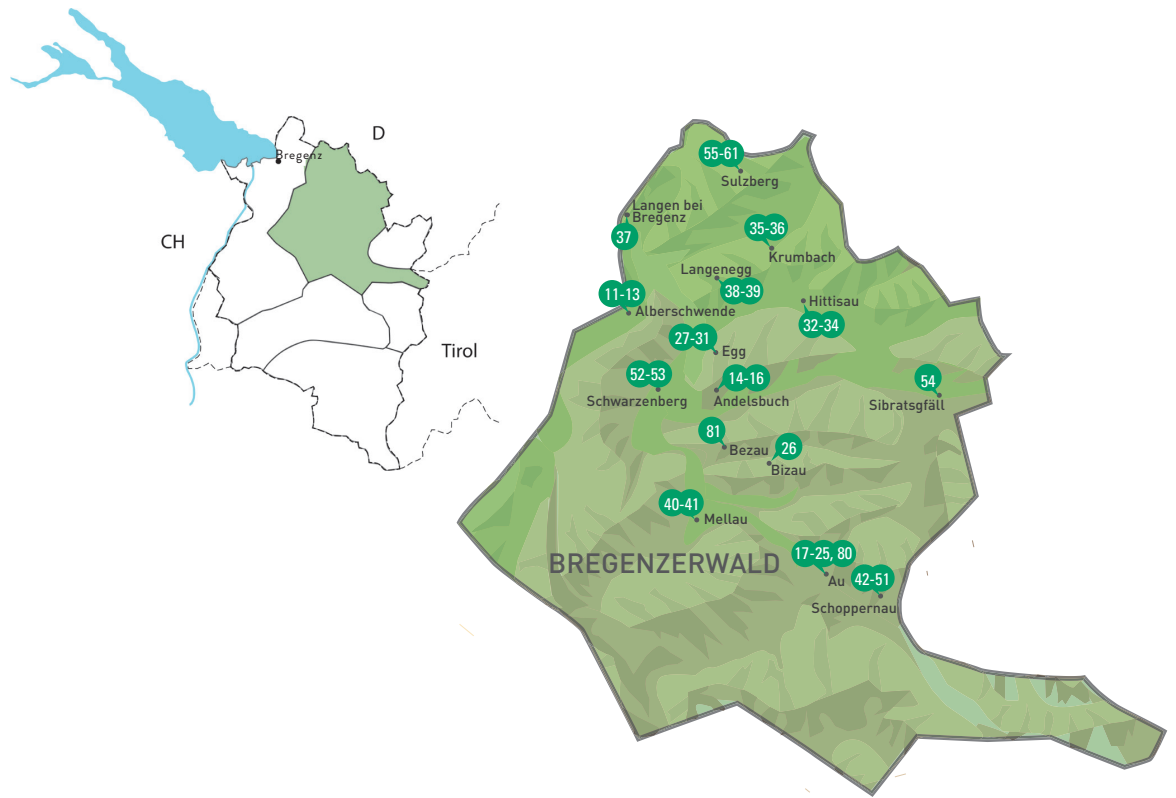 D
Bregenz
CH
Tirol
55-61
Sulzberg
Langen bei
Bregenz
37
35-36
Krumbach
Langenegg
38-39
11-13
Alberschwende
Hittisau
32-34
27-31
Egg
52-53
Schwarzenberg
14-16
Andelsbuch
54
Sibratsgfäll
81
Bezau
26
Bizau
40-41
Mellau
BREGENZERWALD
17-25, 80
Au
42-51
Schoppernau